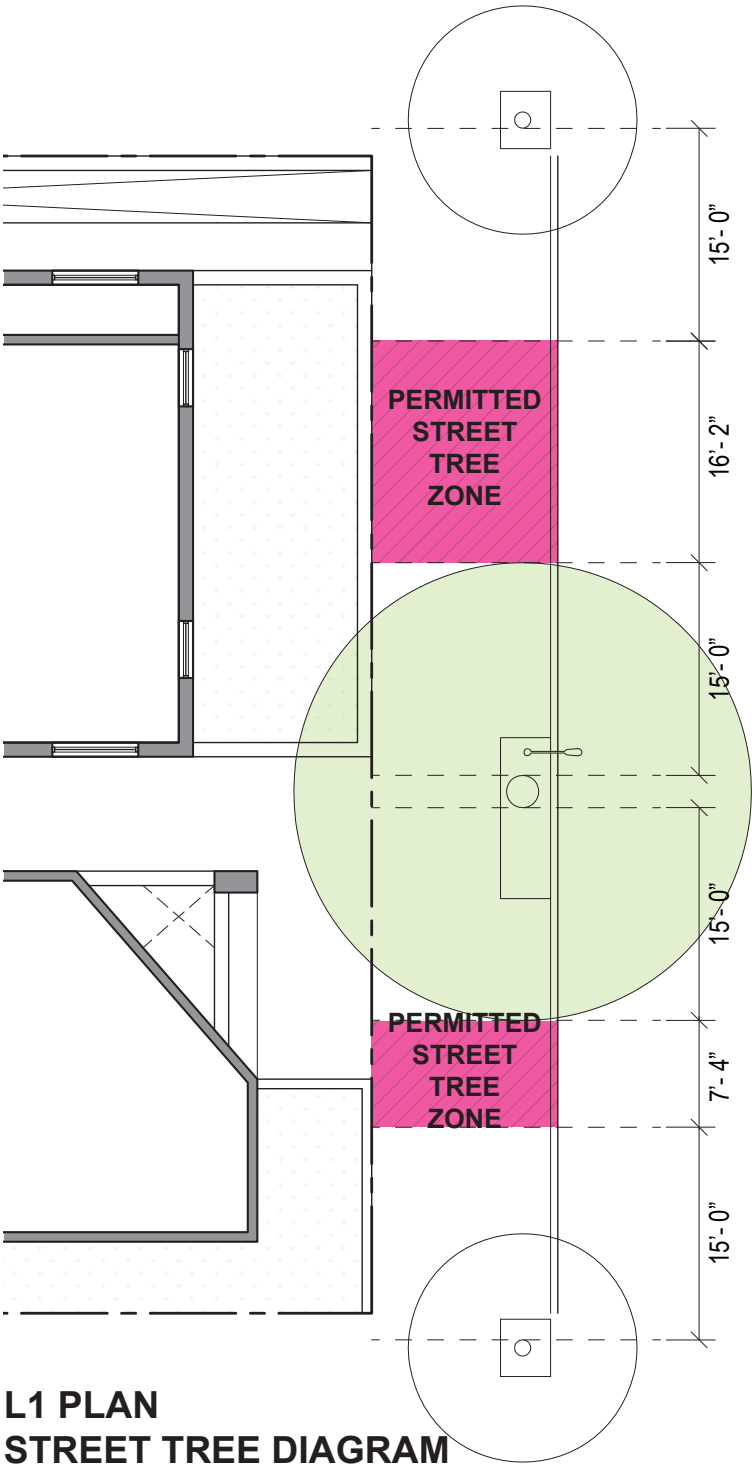 15'- 0"
PERMITTED
STREET
TREE
ZONE
16'- 2"
15'- 0"
15'- 0"
PERMITTED
STREET
TREE
ZONE
7'- 4"
15'- 0"
L1 PLAN
STREET TREE DIAGRAM